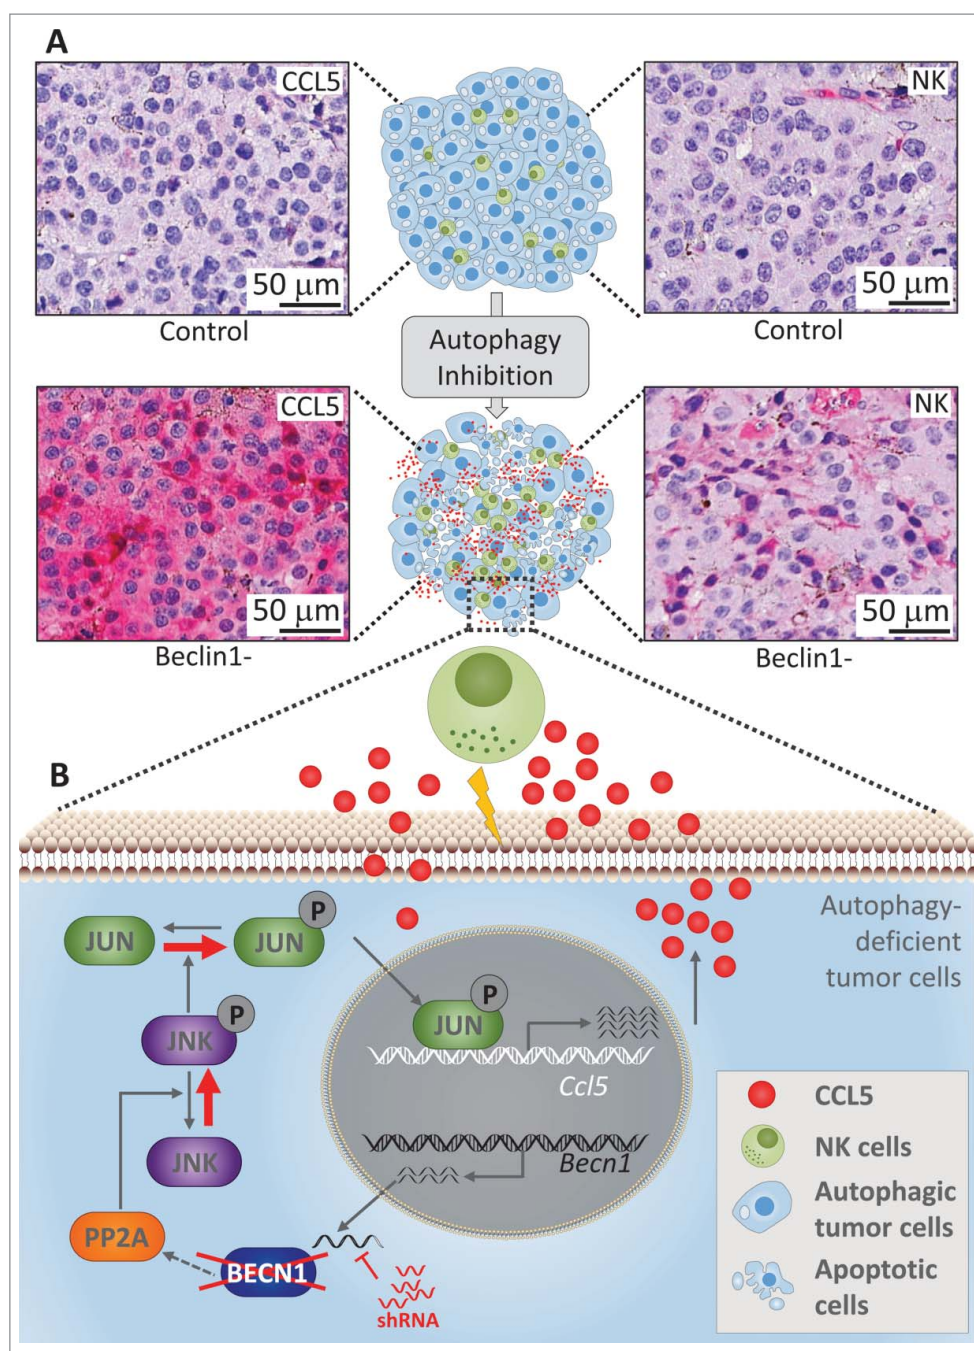 A
CCL5
50 μm
Control
NK
50 μm
Control
Autophagy
Inhibition
CCL5
50 μm
Beclin1-
NK
50 μm
Beclin1-
B
Autophagy-
deficient
tumor cells
JUN
JUN
P
JNK
P
JNK
PP2A
BECN1
shRNA
JUN
P
Ccl5
Becn1
CCL5
NK cells
Autophagic
tumor cells
Apoptotic
cells